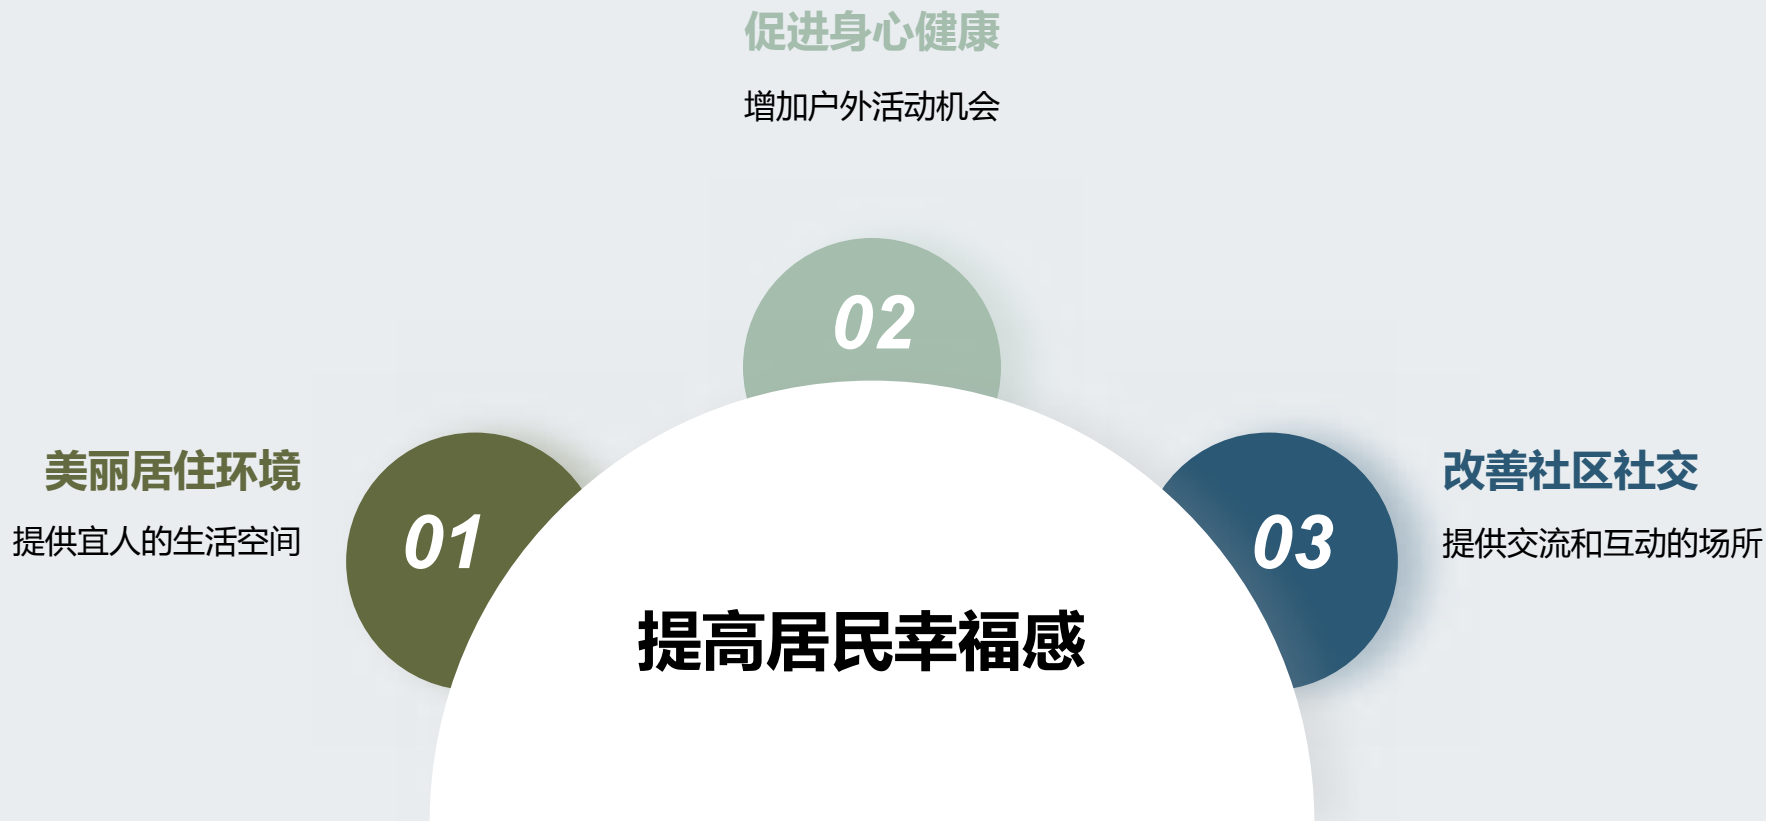 促进身心健康
增加户外活动机会
02
美丽居住环境
提供宜人的生活空间
01
03
改善社区社交
提供交流和互动的场所
提高居民幸福感